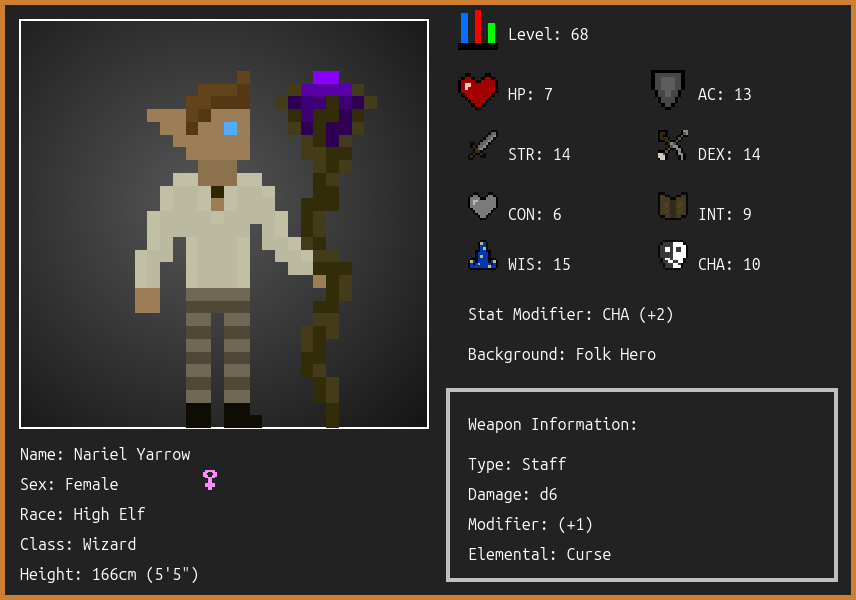 Level: 68
HP: 7
AC: 13
STR: 14
DEX: 14
CON: 6
INT: 9
WIS: 15
CHA: 10
Stat Modifier: CHA (+2)
Background: Folk Hero
Weapon Information:
Type: Staff
Damage: d6
Modifier: (+1)
Elemental: Curse
Name: Nariel Yarrow
Sex: Female
Race: High Elf
Class: Wizard
Height: 166cm (5'5")